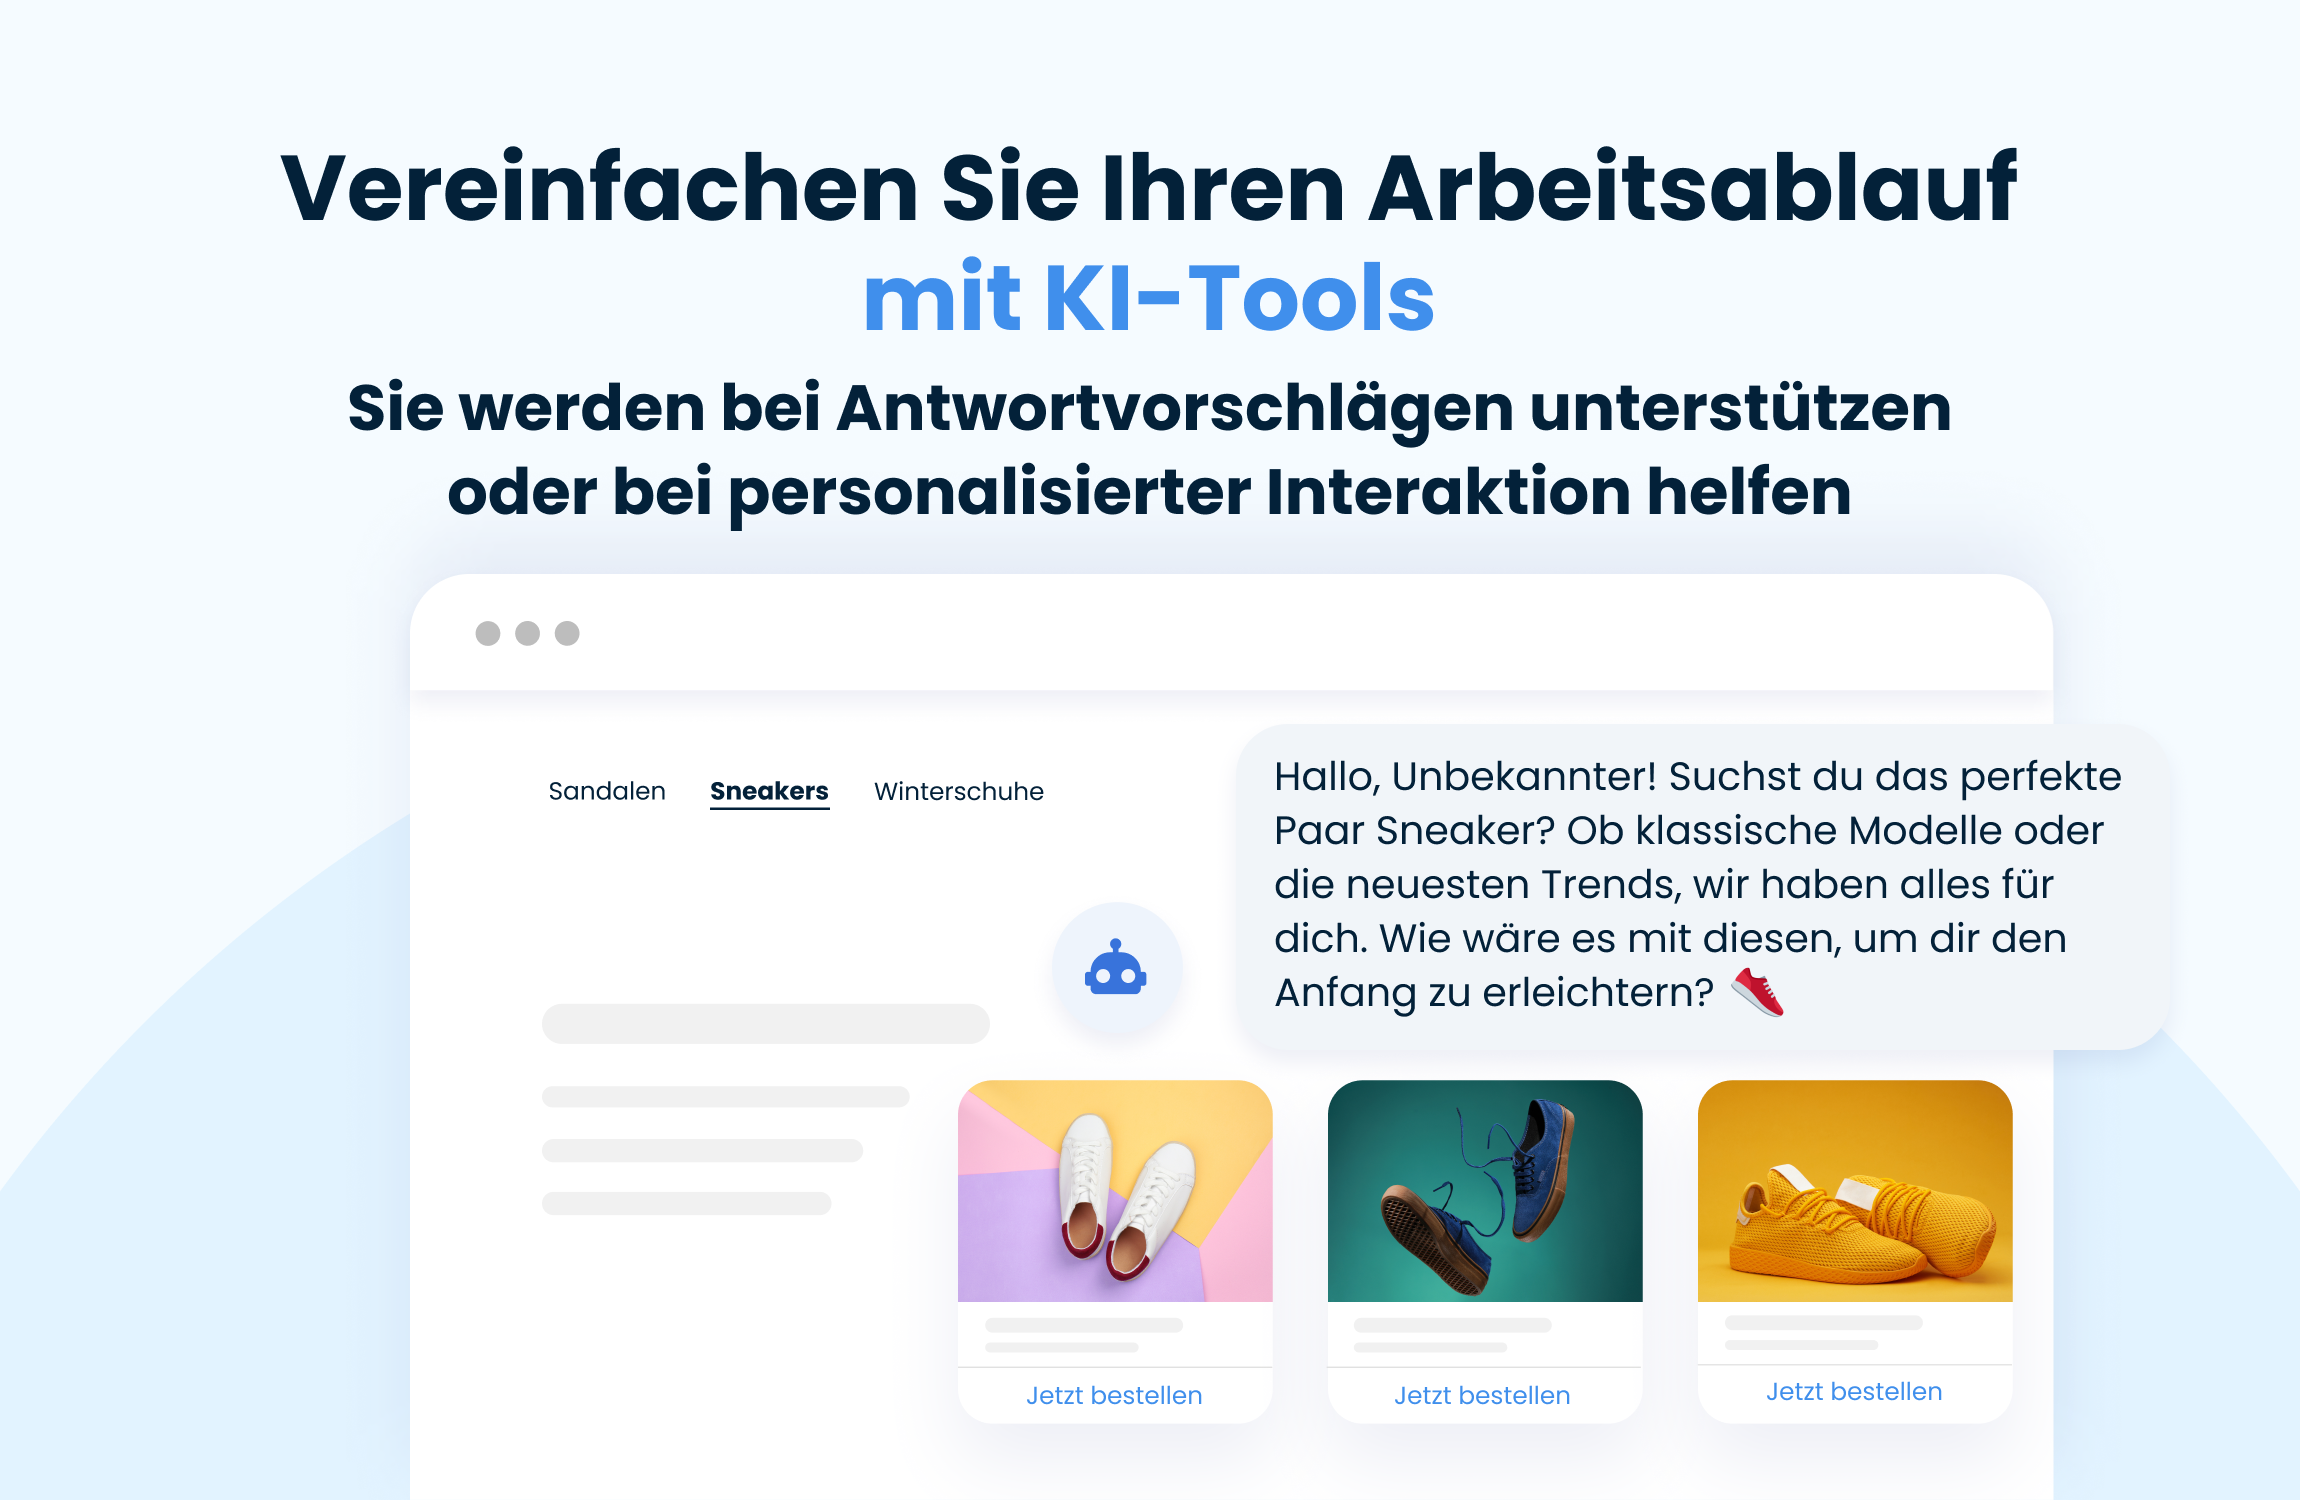 Vereinfachen Sie Ihren Arbeitsablauf
mit KI-Tools
Sie werden bei Antwortvorschlägen unterstützen
oder bei personalisierter Interaktion helfen
Sandalen Sneakers Winterschuhe
Hallo, Unbekannter! Suchst du das perfekte
Paar Sneaker? Ob klassische Modelle oder
die neuesten Trends, wir haben alles für
dich. Wie wäre es mit diesen, um dir den
Anfang zu erleichtern? 👟
Jetzt bestellen
Jetzt bestellen
Jetzt bestellen